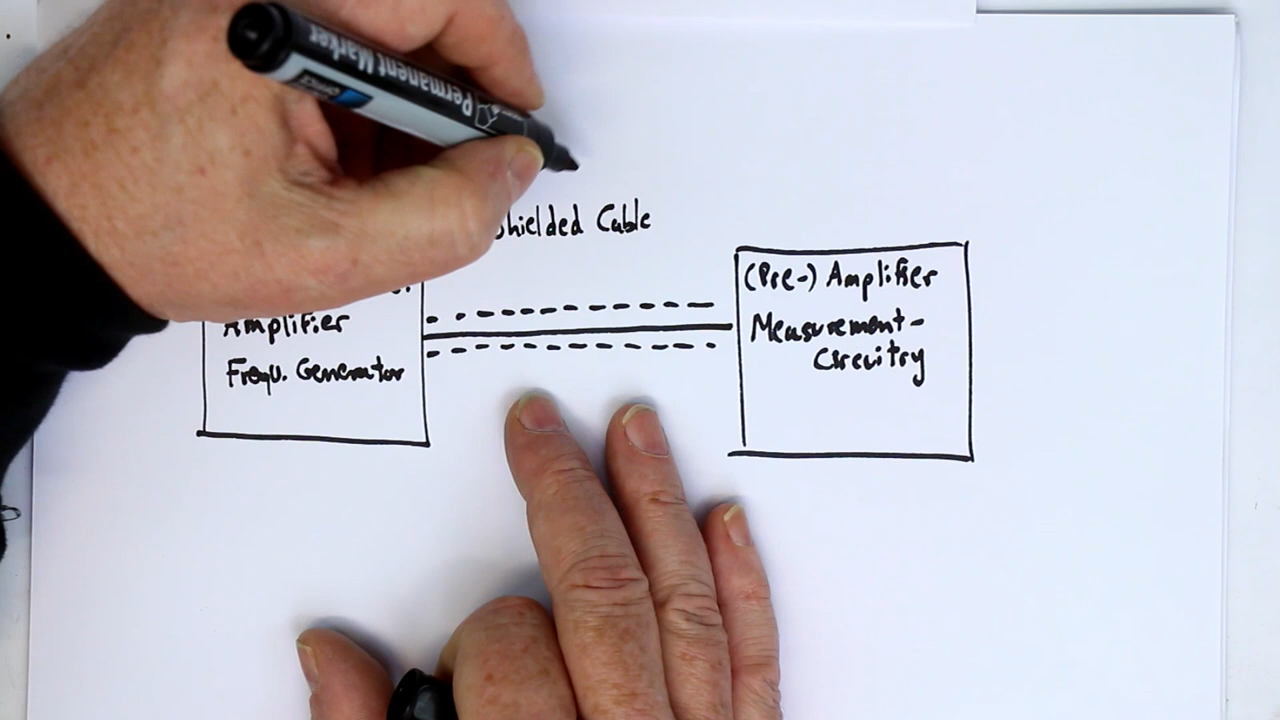 Permanent Marker
Shielded Cable
Amplifier
Frequ. Generator
(Pre-) Amplifier
Measurement-
Circuitry